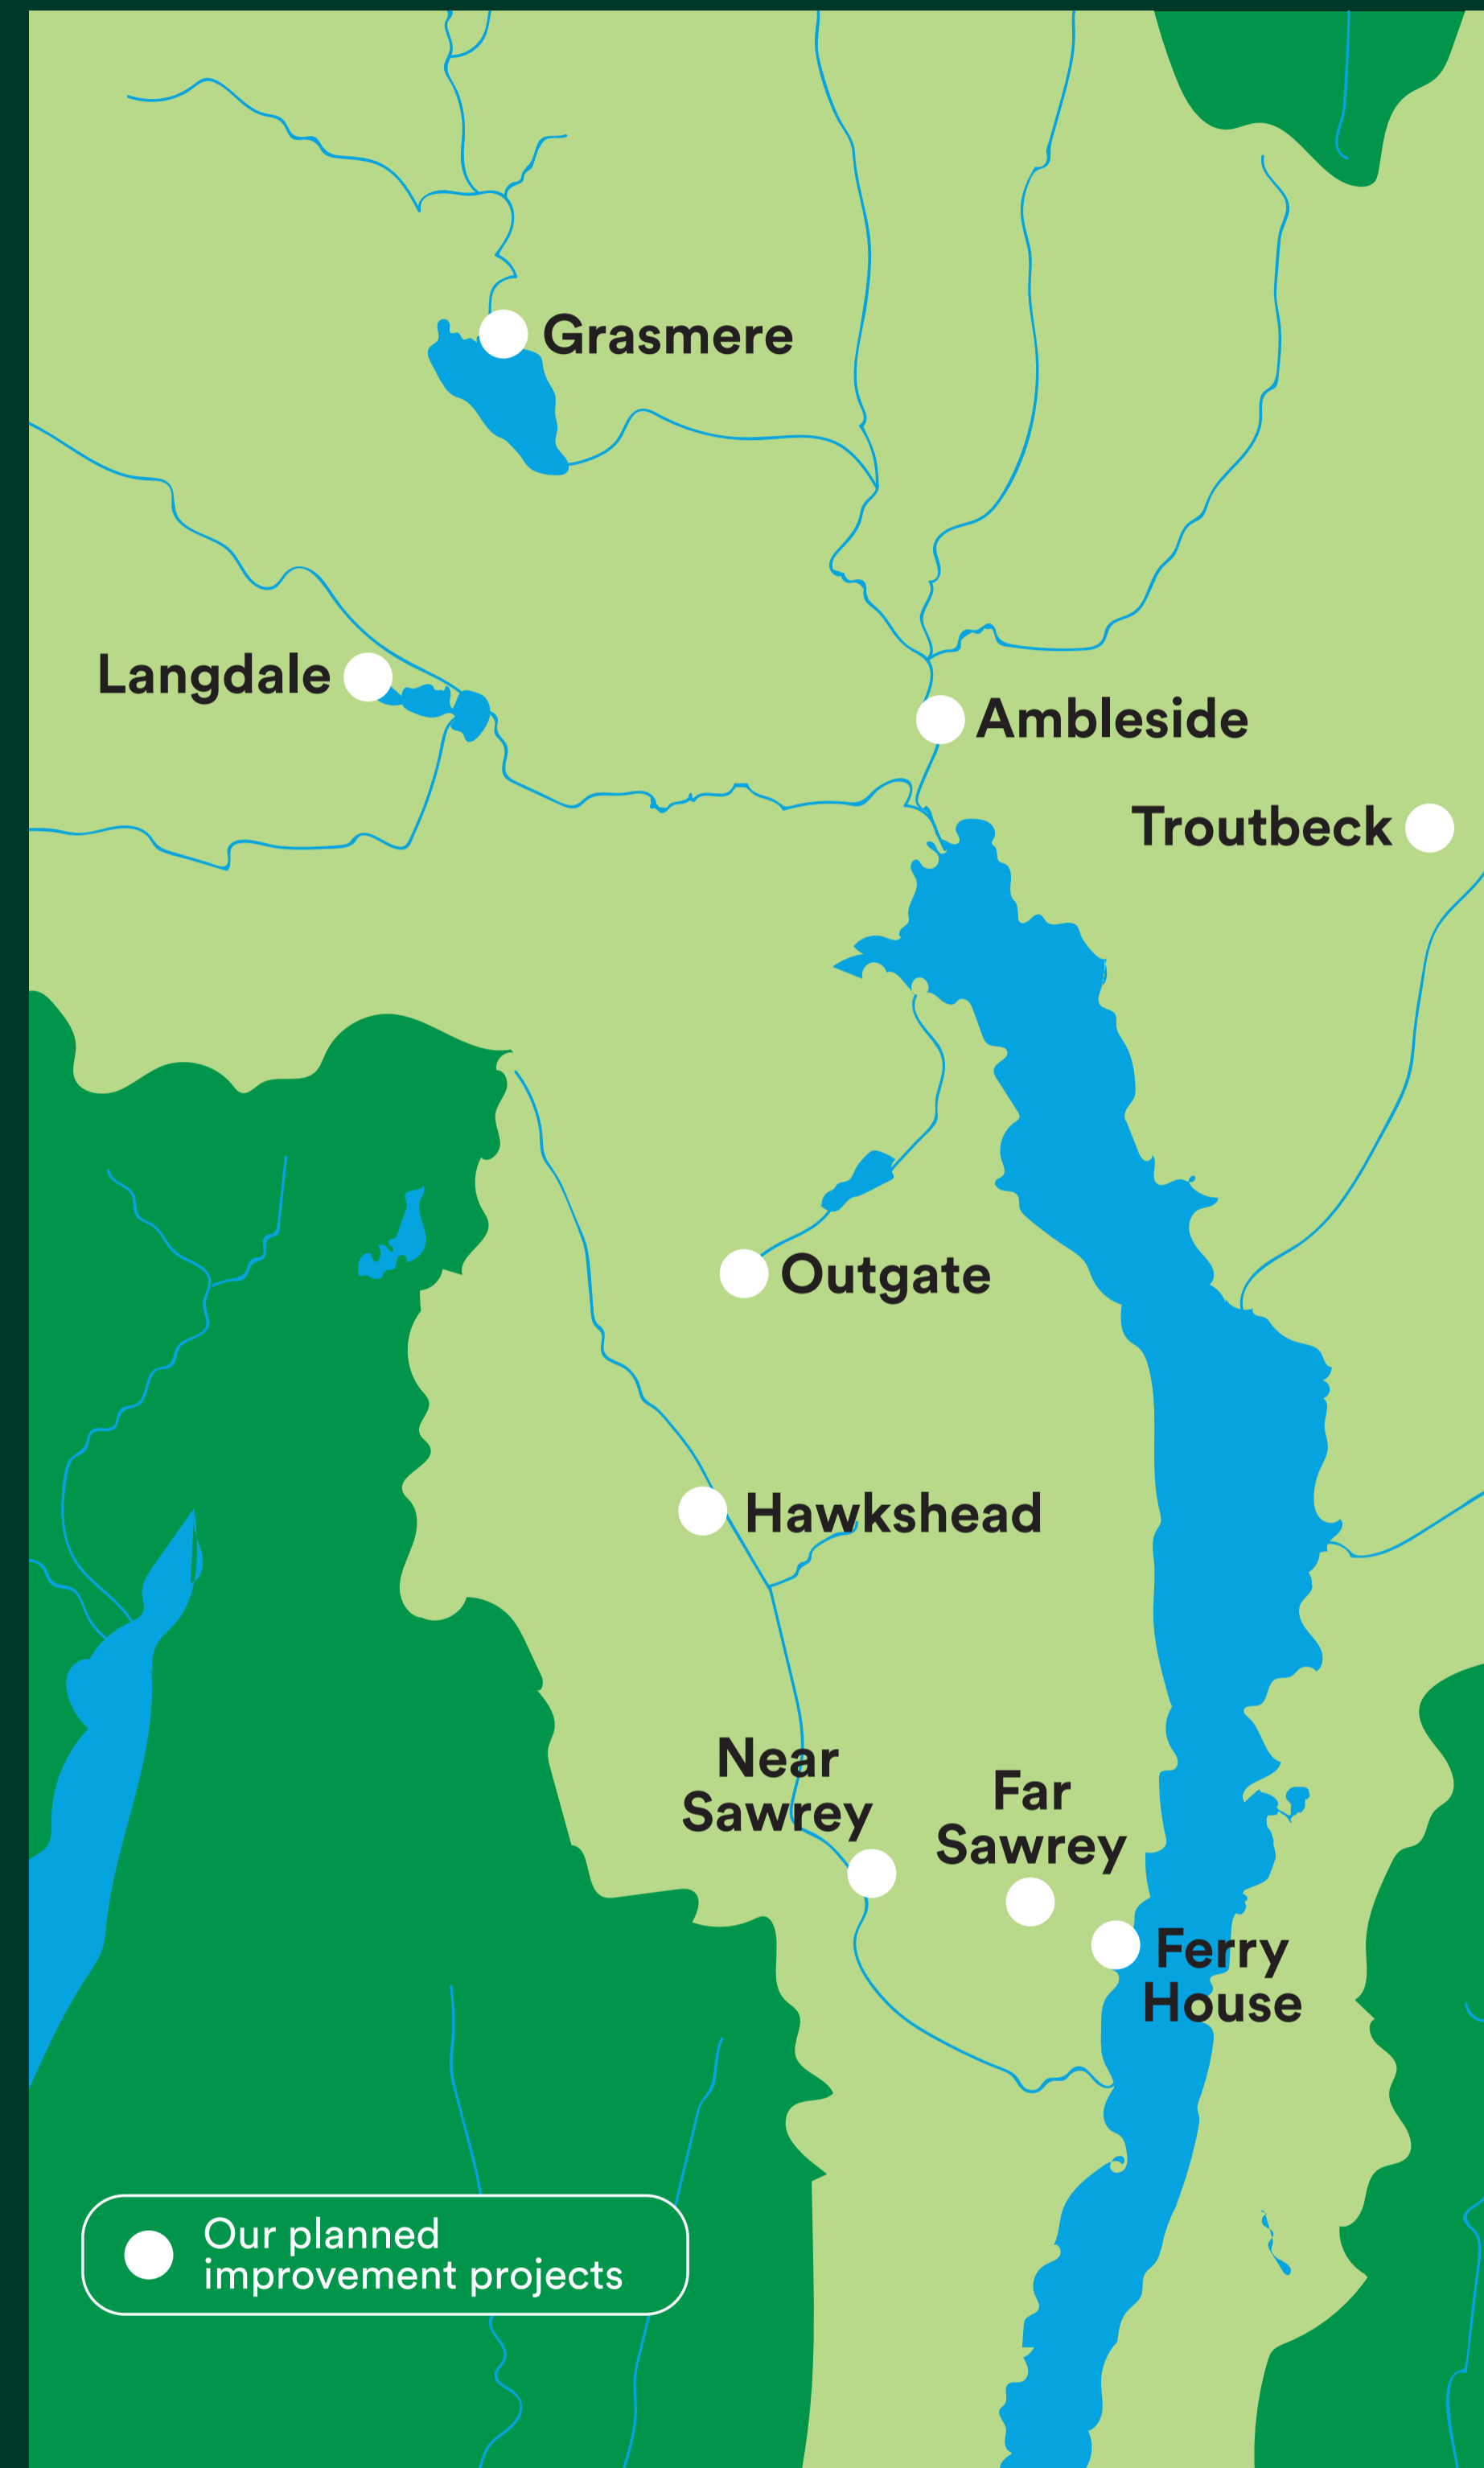 Grasmere
Langdale
Ambleside
Troutbeck
Outgate
Hawkshead
Near
Sawrey
Far
Sawrey
Ferry
House
Our planned
improvement projects